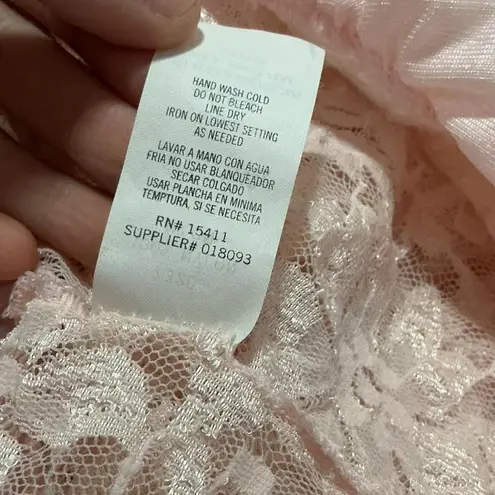 HAND WASH COLD
DO NOT BLEACH
LINE DRY
IRON ON LOWEST SETTING
AS NEEDED
LAVAR A MANO CON AGUA
FRIA NO USAR BLANQUEADOR
SECAR COLGADO
USAR PLANCHA EN MINIMA
TEMPTURA, SI SE NECESITA
RN# 15411
SUPPLIER# 018093